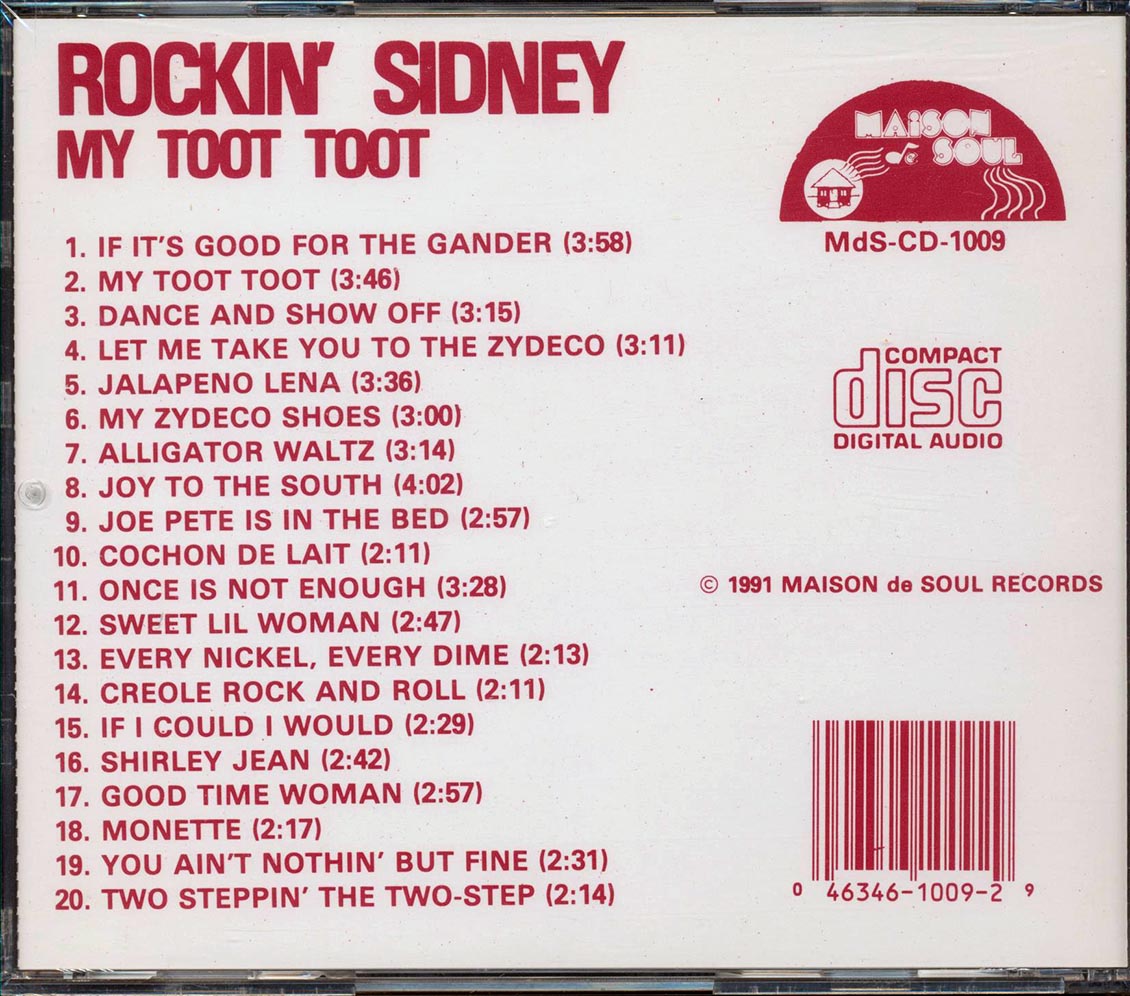 ROCKIN' SIDNEY
MY TOOT TOOT
MAISON
de SOUL
MdS-CD-1009
1. IF IT'S GOOD FOR THE GANDER (3:58)
2. MY TOOT TOOT (3:46)
3. DANCE AND SHOW OFF (3:15)
4. LET ME TAKE YOU TO THE ZYDECO (3:11)
5. JALAPENO LENA (3:36)
6. MY ZYDECO SHOES (3:00)
7. ALLIGATOR WALTZ (3:14)
8. JOY TO THE SOUTH (4:02)
9. JOE PETE IS IN THE BED (2:57)
10. COCHON DE LAIT (2:11)
11. ONCE IS NOT ENOUGH (3:28)
12. SWEET LIL WOMAN (2:47)
13. EVERY NICKEL, EVERY DIME (2:13)
14. CREOLE ROCK AND ROLL (2:11)
15. IF I COULD I WOULD (2:29)
16. SHIRLEY JEAN (2:42)
17. GOOD TIME WOMAN (2:57)
18. MONETTE (2:17)
19. YOU AIN'T NOTHIN' BUT FINE (2:31)
20. TWO STEPPIN' THE TWO-STEP (2:14)
COMPACT
disc
DIGITAL AUDIO
© 1991 MAISON de SOUL RECORDS
0 46346-1009-2 9